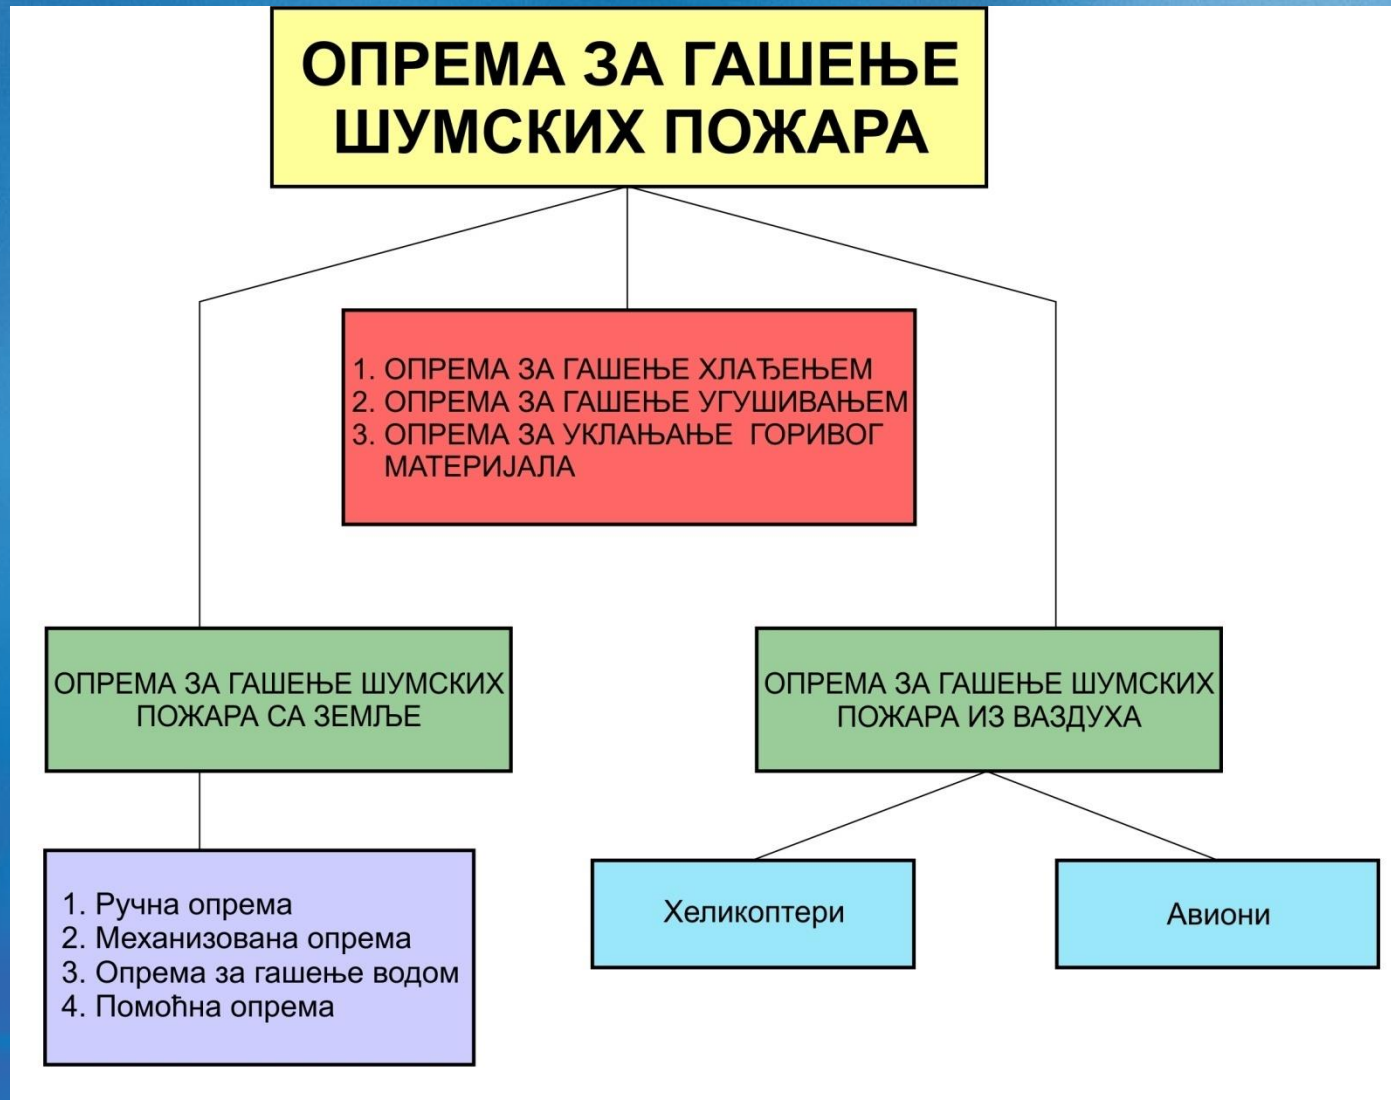 ОПРЕМА ЗА ГАШЕЊЕ
ШУМСКИХ ПОЖАРА
1. ОПРЕМА ЗА ГАШЕЊЕ ХЛАЂЕЊЕМ
2. ОПРЕМА ЗА ГАШЕЊЕ УГУШИВАЊЕМ
3. ОПРЕМА ЗА УКЛАЊАЊЕ ГОРИВОГ
МАТЕРИЈАЛА
ОПРЕМА ЗА ГАШЕЊЕ ШУМСКИХ
ПОЖАРА СА ЗЕМЉЕ
ОПРЕМА ЗА ГАШЕЊЕ ШУМСКИХ
ПОЖАРА ИЗ ВАЗДУХА
1. Ручна опрема
2. Механизована опрема
3. Опрема за гашење водом
4. Помоћна опрема
Хеликоптери
Авиони